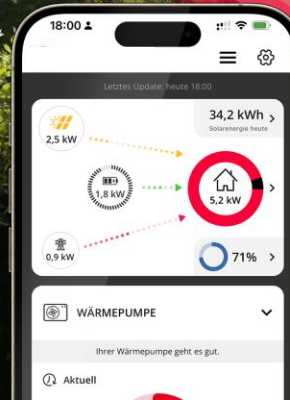 18:00
Letztes Update: heute 18:00
34,2 kWh
Solarenergie heute
2,5 kW
1,8 kW
5,2 kW
0,9 kW
71%
WÄRMEPUMPE
Ihrer Wärmepumpe geht es gut.
Aktuell